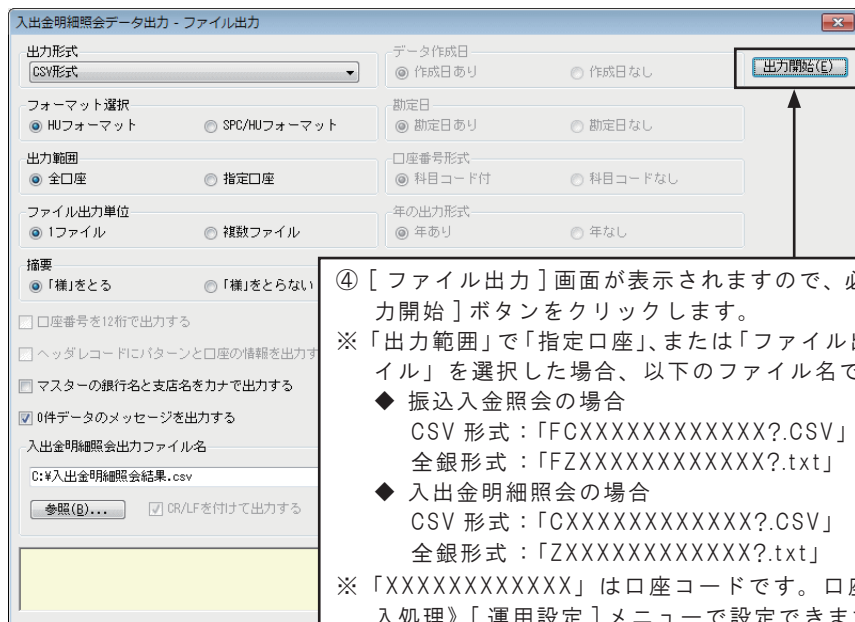 入出金明細照会データ出力 - ファイル出力
出力形式
CSV形式
データ作成日
作成日あり 作成日なし
出力開始(E)
フォーマット選択
HUフォーマット SPC/HUフォーマット
勘定日
勘定日あり 勘定日なし
出力範囲
全口座 指定口座
口座番号形式
科目コード付 科目コードなし
ファイル出力単位
1ファイル 複数ファイル
年の出力形式
年あり 年なし
摘要
「様」をとる 「様」をとらない
口座番号を12桁で出力する
ヘッダレコードにパターンと口座の情報を出力す
マスターの銀行名と支店名をカナで出力する
0件データのメッセージを出力する
入出金明細照会出力ファイル名
C:¥入出金明細照会結果.csv
参照(B)... CR/LFを付けて出力する
④ [ ファイル出力 ] 画面が表示されますので、必
力開始 ] ボタンをクリックします。
※「出力範囲」で「指定口座」、または「ファイル出
イル」を選択した場合、以下のファイル名で
◆ 振込入金照会の場合
CSV 形式：「FCXXXXXXXXXXXX?.CSV」
全銀形式：「FZXXXXXXXXXXXX?.txt」
◆ 入出金明細照会の場合
CSV 形式：「CXXXXXXXXXXXX?.CSV」
全銀形式：「ZXXXXXXXXXXXX?.txt」
※「XXXXXXXXXXXX」は口座コードです。口座
入処理》[ 運用設定 ] メニューで設定できます